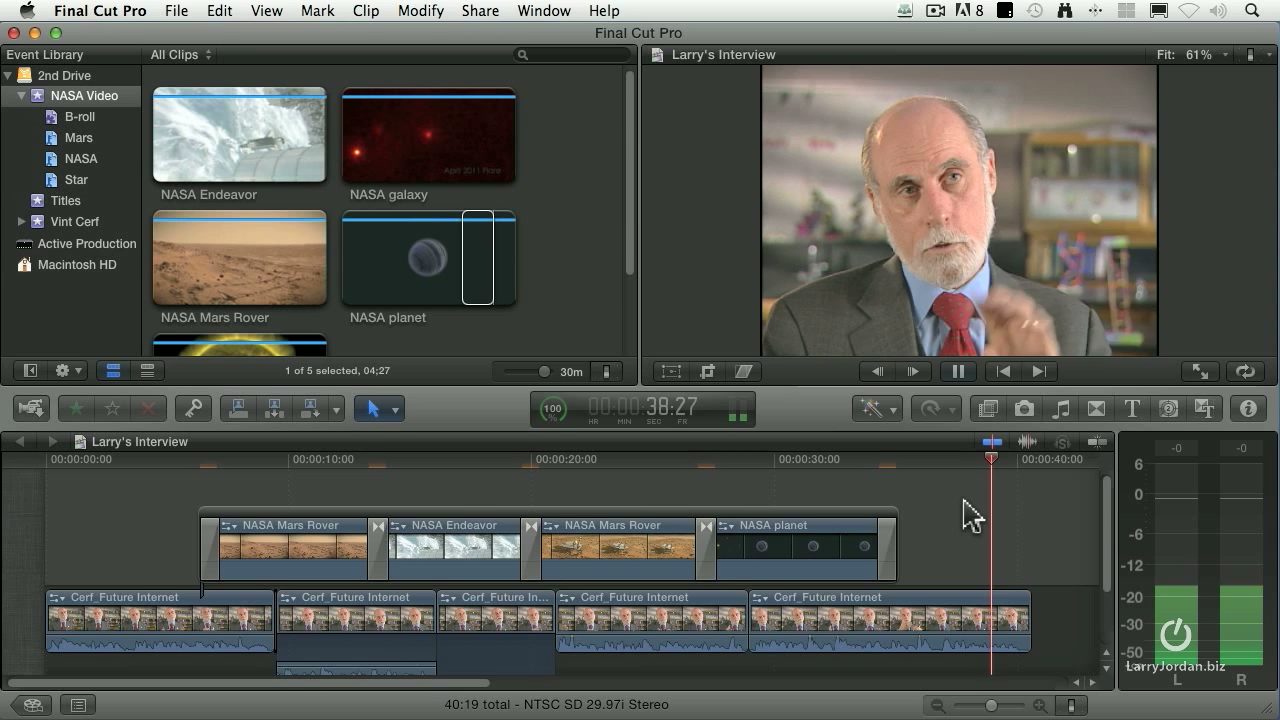 Final Cut Pro File Edit View Mark Clip Modify Share Window Help 8
Final Cut Pro
Event Library All Clips
Larry's Interview Fit: 61%
2nd Drive
NASA Video
B-roll
Mars
NASA
Star
Titles
Vint Cerf
Active Production
Macintosh HD
April 2011 Flare
NASA Endeavor NASA galaxy
NASA Mars Rover NASA planet
1 of 5 selected, 04;27 30m
100 % 00:00:38:27
HR MIN SEC FR
Larry's Interview
00:00:00:00 00:00:10:00 00:00:20:00 00:00:30:00 00:00:40:00
NASA Mars Rover NASA Endeavor NASA Mars Rover NASA planet
Cerf_Future Internet Cerf_Future Internet Cerf_Future In... Cerf_Future Internet Cerf_Future Internet
-0 -0
6
0
-6
-12
-20
-30
-50
LarryJordan.biz
L R
40:19 total - NTSC SD 29.97i Stereo